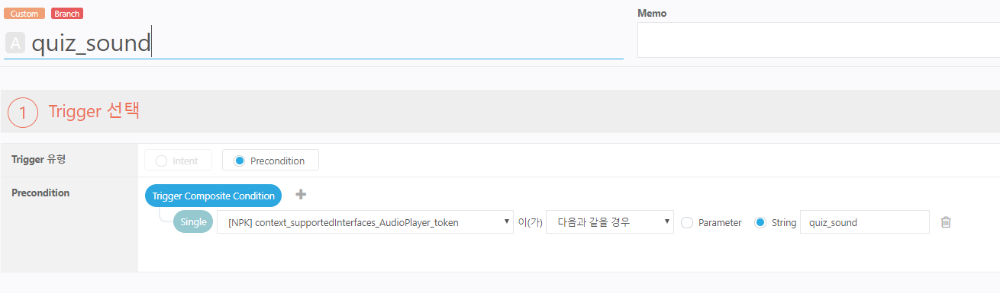 Custom Branch
Memo
A quiz_sound
1 Trigger 선택
Trigger 유형 Intent Precondition
Precondition Trigger Composite Condition
Single [NPK] context_supportedInterfaces_AudioPlayer_token 이(가) 다음과 같을 경우 Parameter String quiz_sound